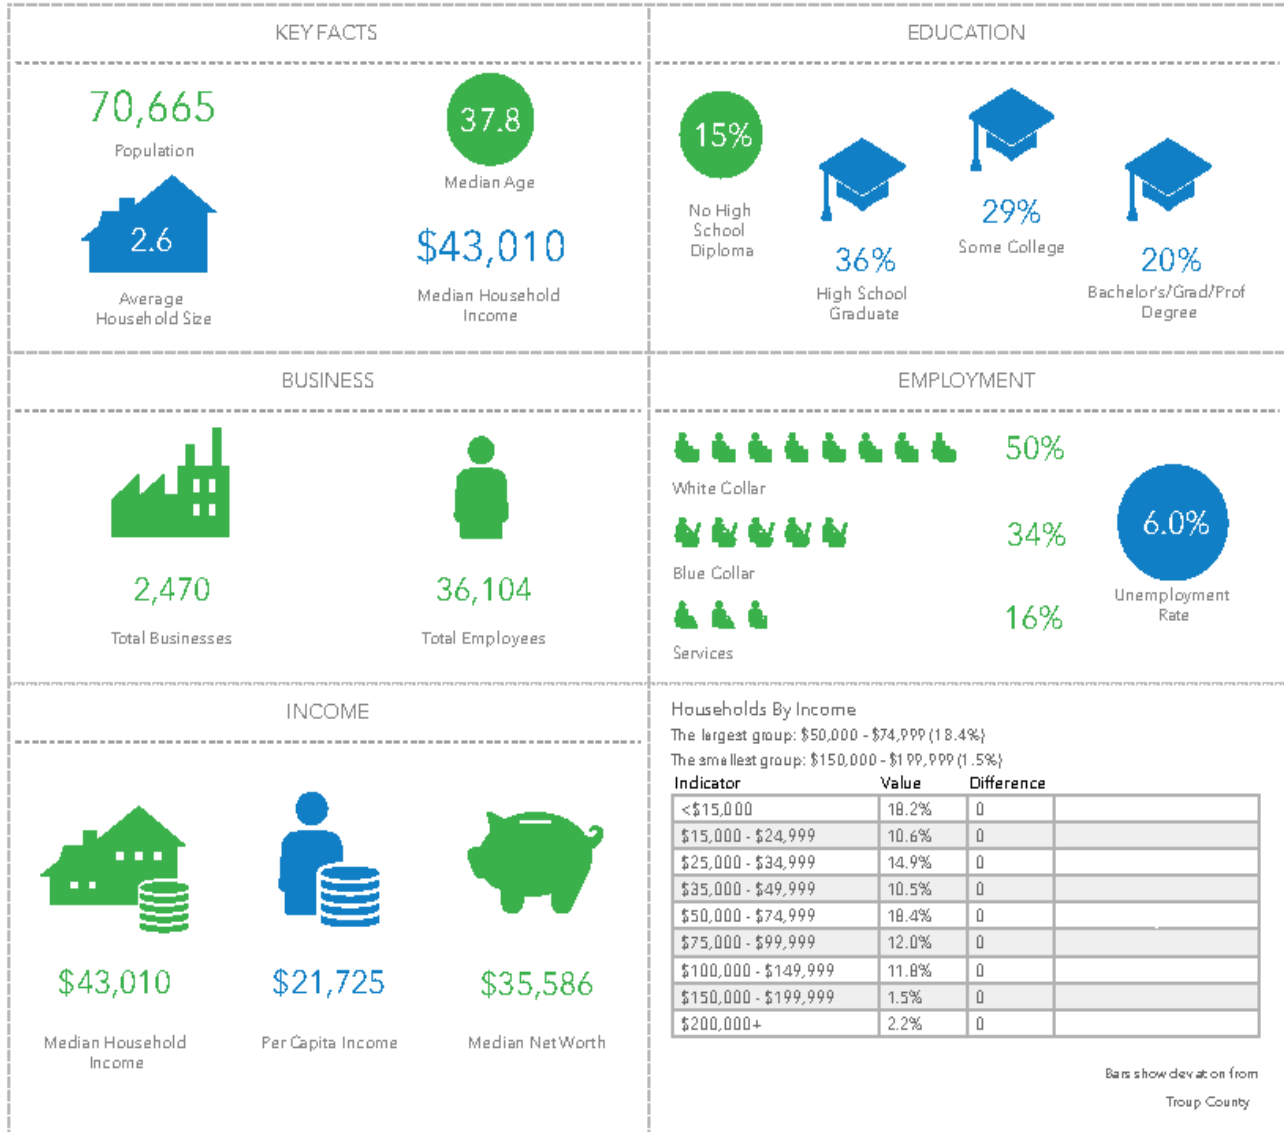 KEY FACTS
70,665
Population
37.8
Median Age
2.6
Average
Household Size
$43,010
Median Household
Income
EDUCATION
15%
No High
School
Diploma
36%
High School
Graduate
29%
Some College
20%
Bachelor's/Grad/Prof
Degree
BUSINESS
2,470
Total Businesses
36,104
Total Employees
EMPLOYMENT
50%
White Collar
34%
Blue Collar
16%
Services
6.0%
Unemployment
Rate
INCOME
$43,010
Median Household
Income
$21,725
Per Capita Income
$35,586
Median Net Worth
Households By Income
The largest group: $50,000 - $74,999 (18.4%)
The smallest group: $150,000 - $199,999 (1.5%)
Indicator Value Difference
<$15,000 18.2% 0
$15,000 - $24,999 10.6% 0
$25,000 - $34,999 14.9% 0
$35,000 - $49,999 10.5% 0
$50,000 - $74,999 18.4% 0
$75,000 - $99,999 12.0% 0
$100,000 - $149,999 11.8% 0
$150,000 - $199,999 1.5% 0
$200,000+ 2.2% 0
Bars show deviation from
Troup County